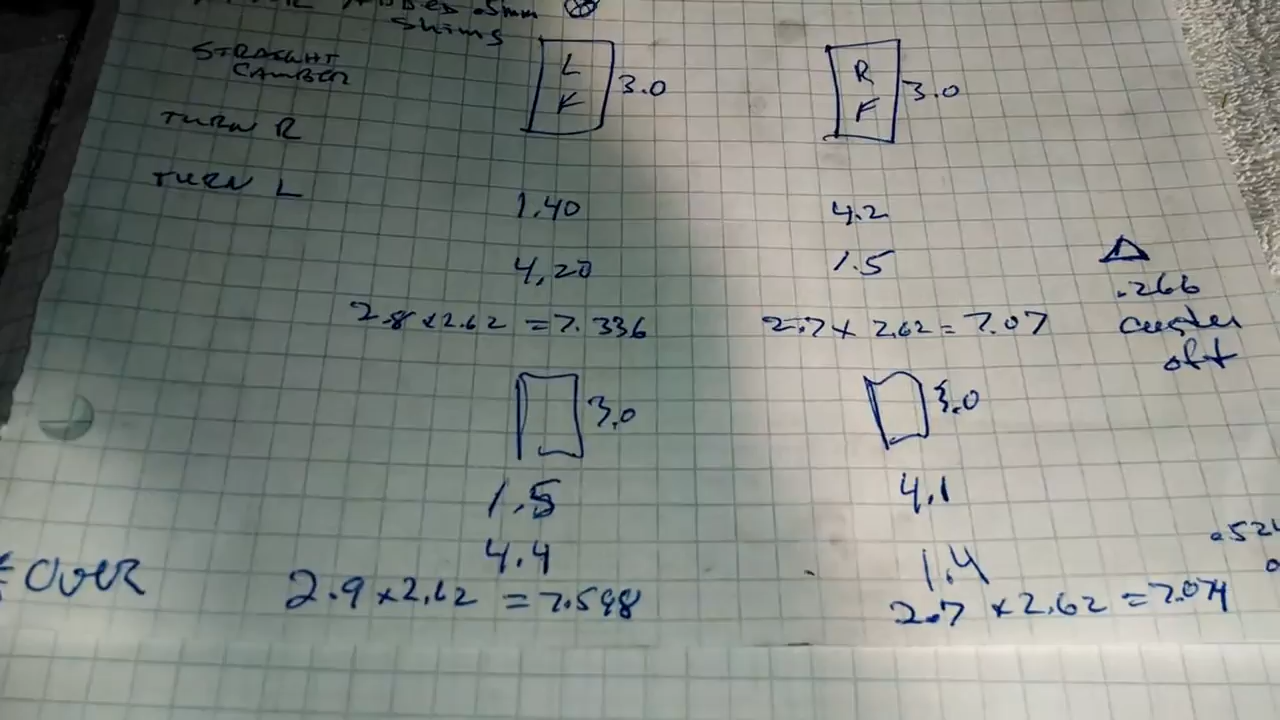 .5mm
Shims
STRAIGHT
CAMBER
L
F
3.0
R
F
3.0
TURN R
TURN L
1.40
4.2
4,20
1.5
Δ
.266
caster
off
2.8 x 2.62 = 7.336
2.7 x 2.62 = 7.07
3.0
3.0
1.5
4.1
4.4
1.4
OVER
2.9 x 2.62 = 7.598
2.7 x 2.62 = 7.074